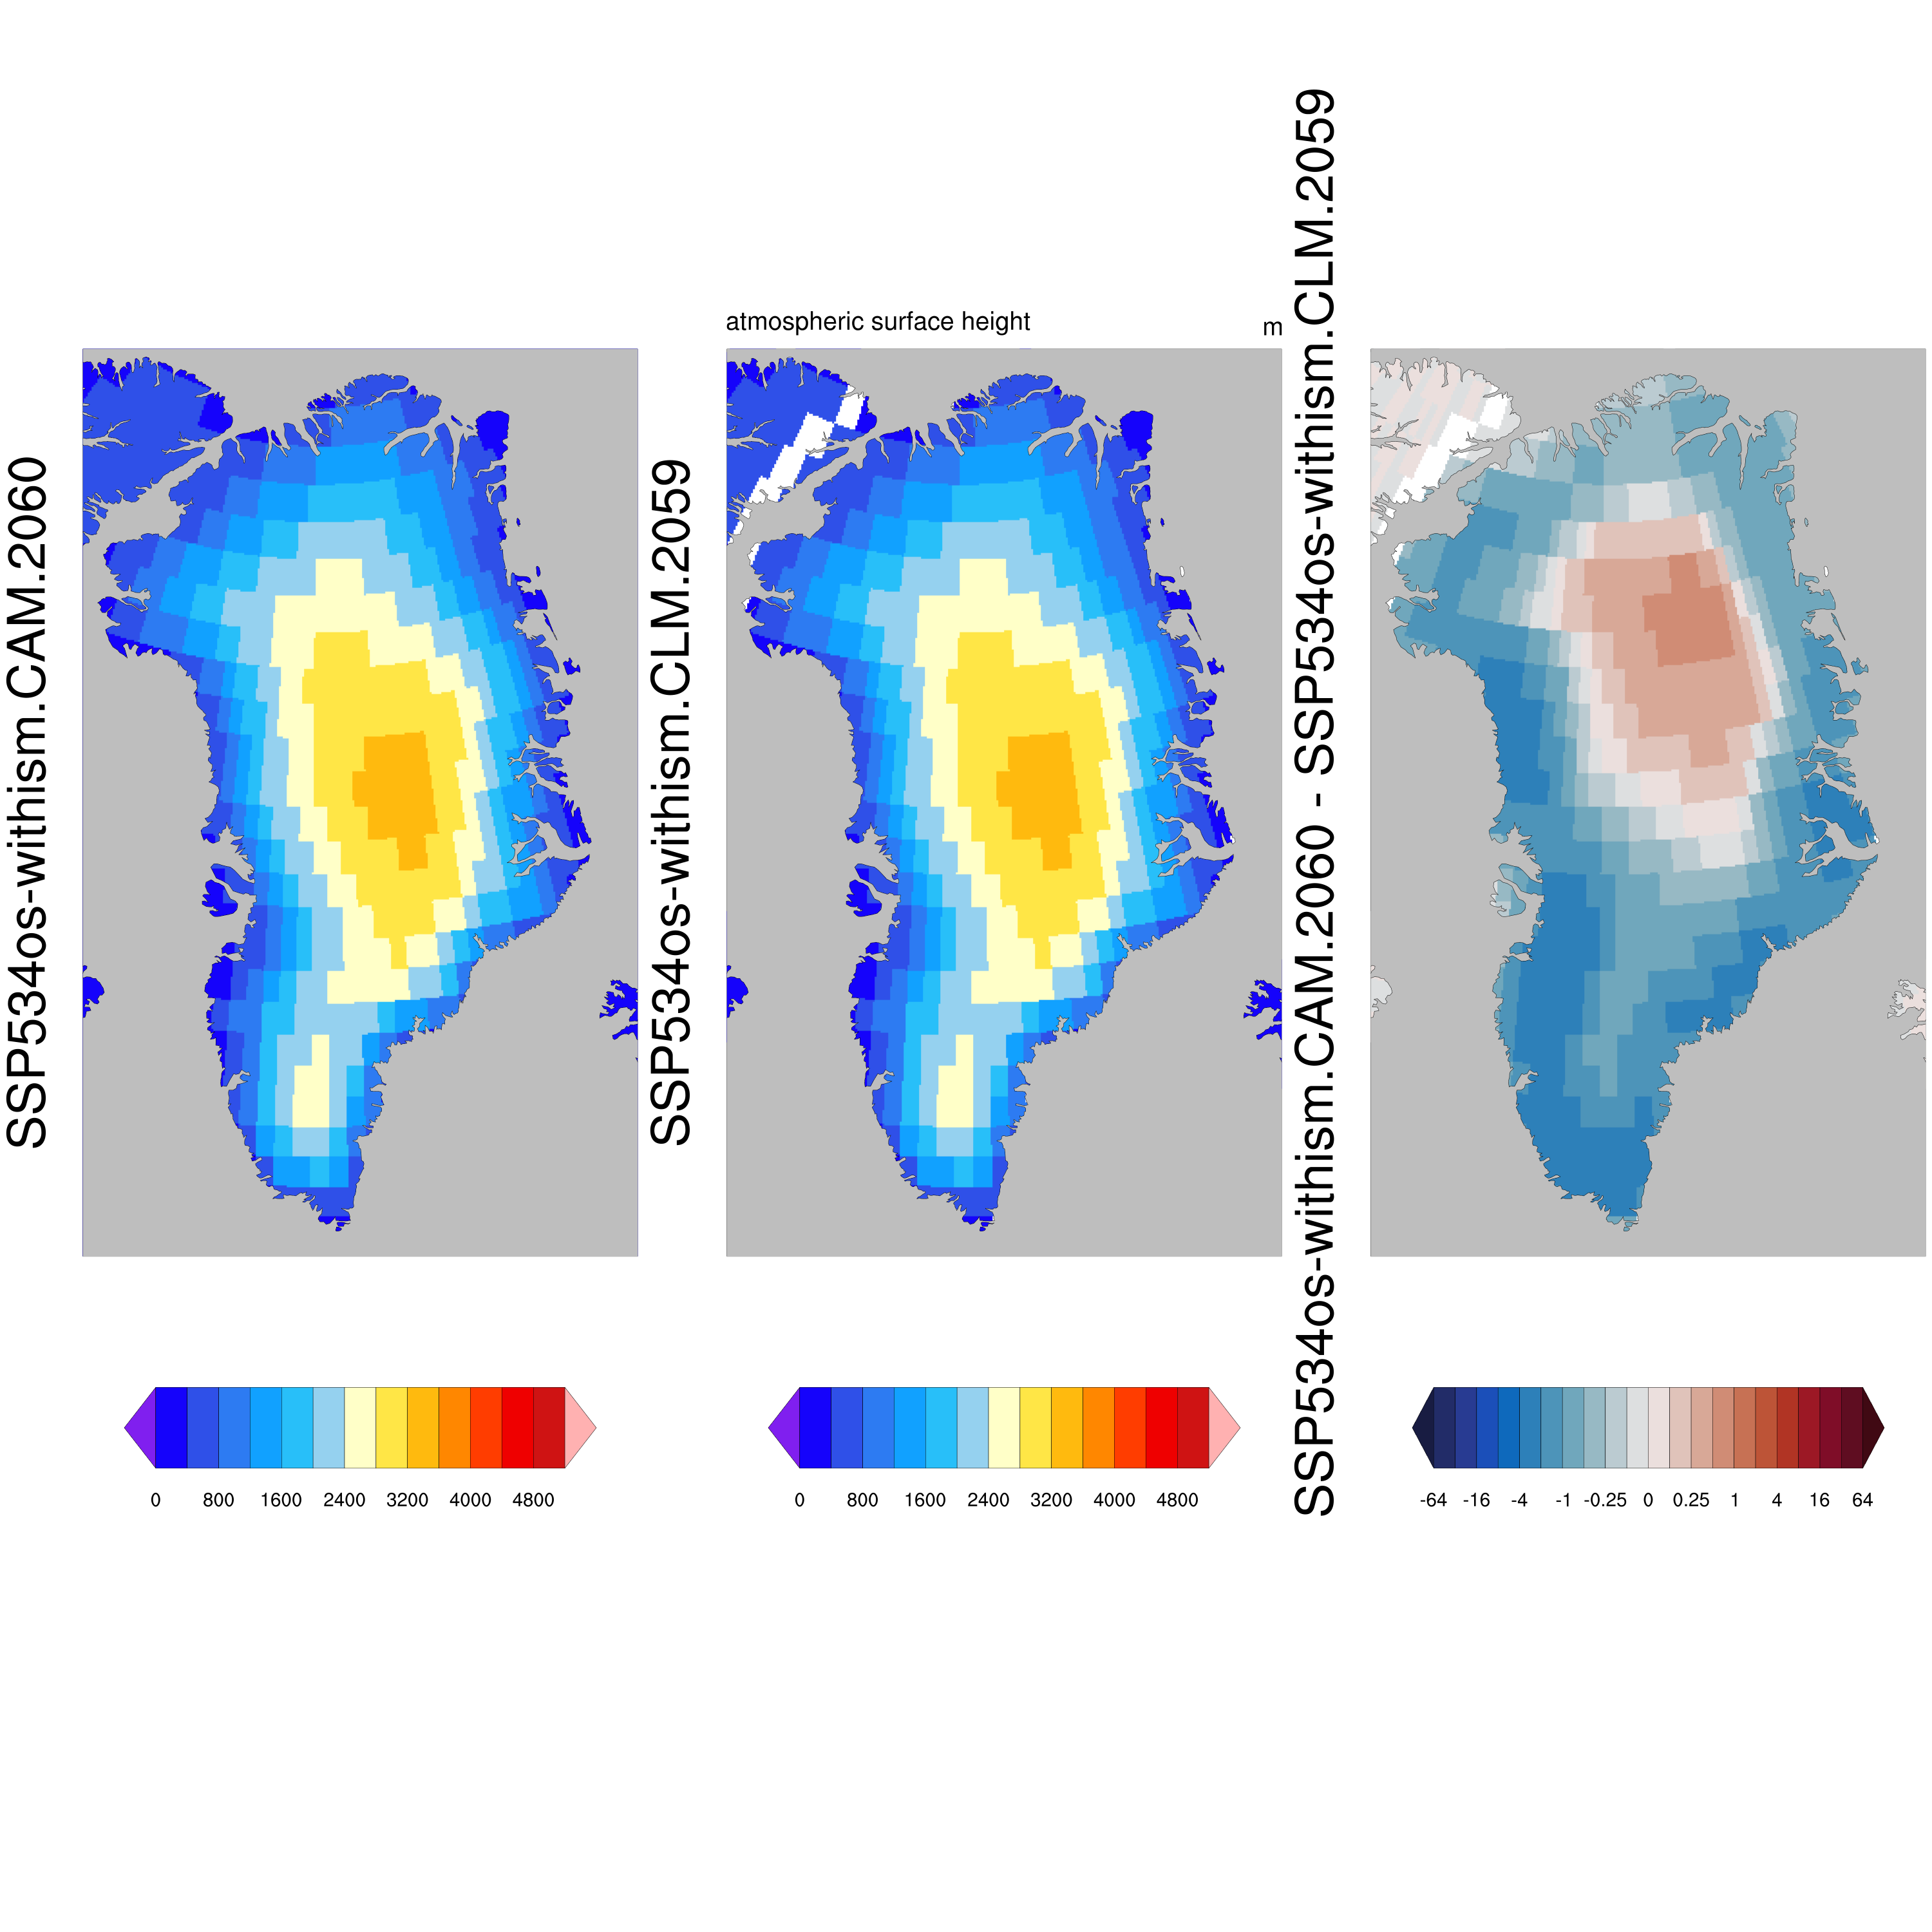 SSP534os-withism.CAM.2060
SSP534os-withism.CLM.2059
atmospheric surface height
m
SSP534os-withism.CAM.2060 - SSP534os-withism.CLM.2059
0 800 1600 2400 3200 4000 4800
0 800 1600 2400 3200 4000 4800
-64 -16 -4 -1 -0.25 0 0.25 1 4 16 64